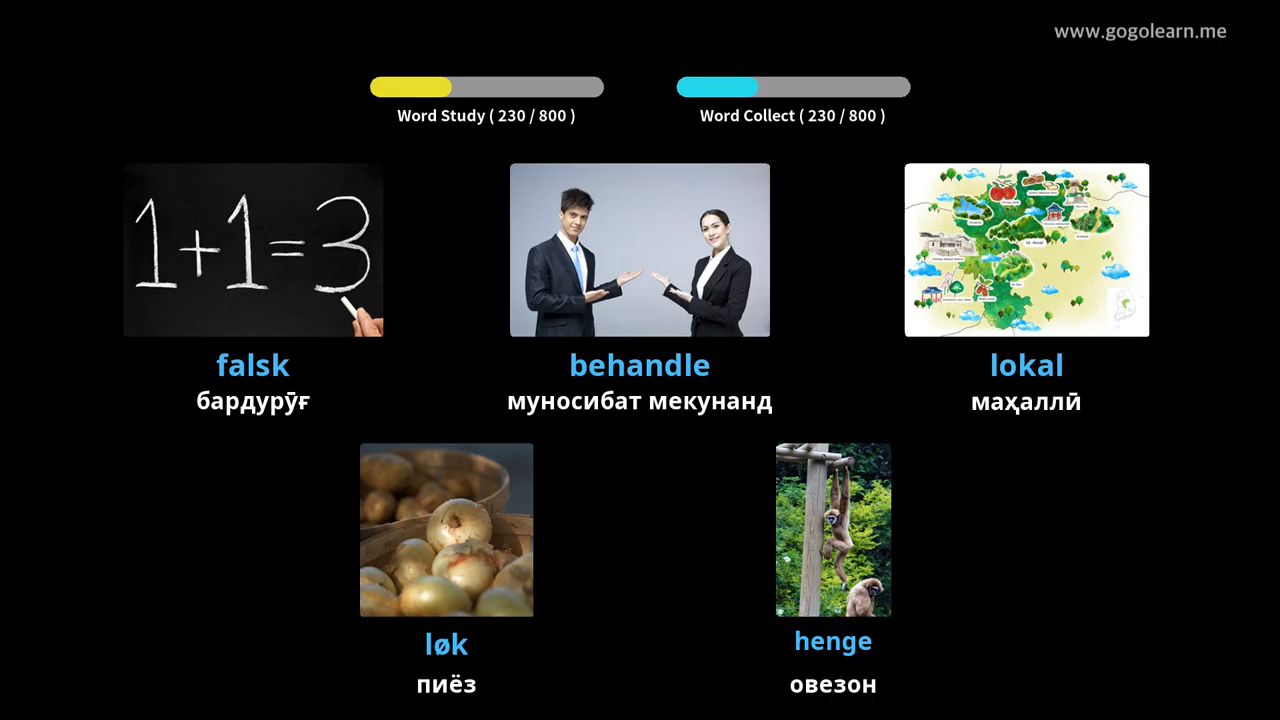 www.gogolearn.me
Word Study ( 230 / 800 )
Word Collect ( 230 / 800 )
1+1=3
falsk
behandle
lokal
бардурӯғ
муносибат мекунанд
маҳаллӣ
løk
henge
пиёз
овезон